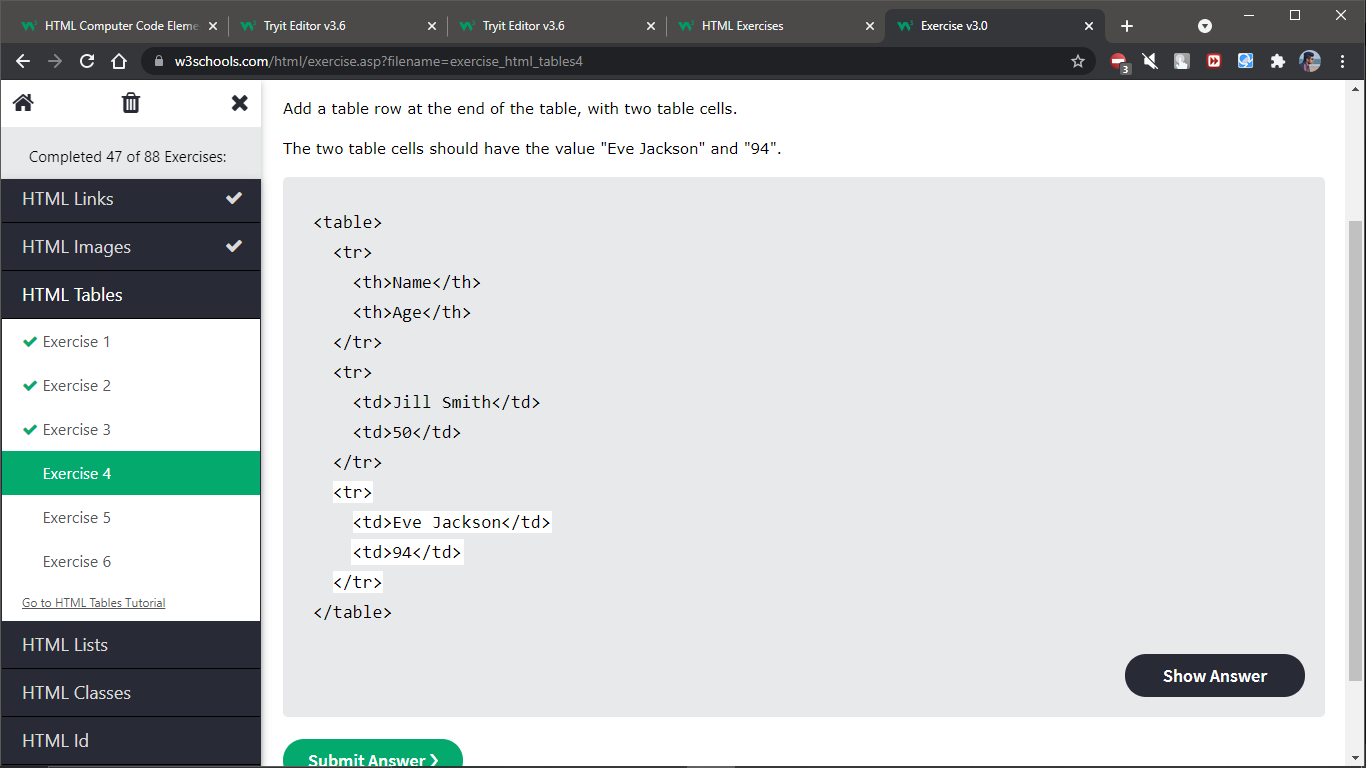 HTML Computer Code Eleme
Tryit Editor v3.6
Tryit Editor v3.6
HTML Exercises
Exercise v3.0
w3schools.com/html/exercise.asp?filename=exercise_html_tables4
3
Completed 47 of 88 Exercises:
HTML Links
HTML Images
HTML Tables
Exercise 1
Exercise 2
Exercise 3
Exercise 4
Exercise 5
Exercise 6
Go to HTML Tables Tutorial
HTML Lists
HTML Classes
HTML Id
Add a table row at the end of the table, with two table cells.
The two table cells should have the value "Eve Jackson" and "94".
<table>
<tr>
<th>Name</th>
<th>Age</th>
</tr>
<tr>
<td>Jill Smith</td>
<td>50</td>
</tr>
<tr>
<td>Eve Jackson</td>
<td>94</td>
</tr>
</table>
Show Answer
Submit Answer ❯